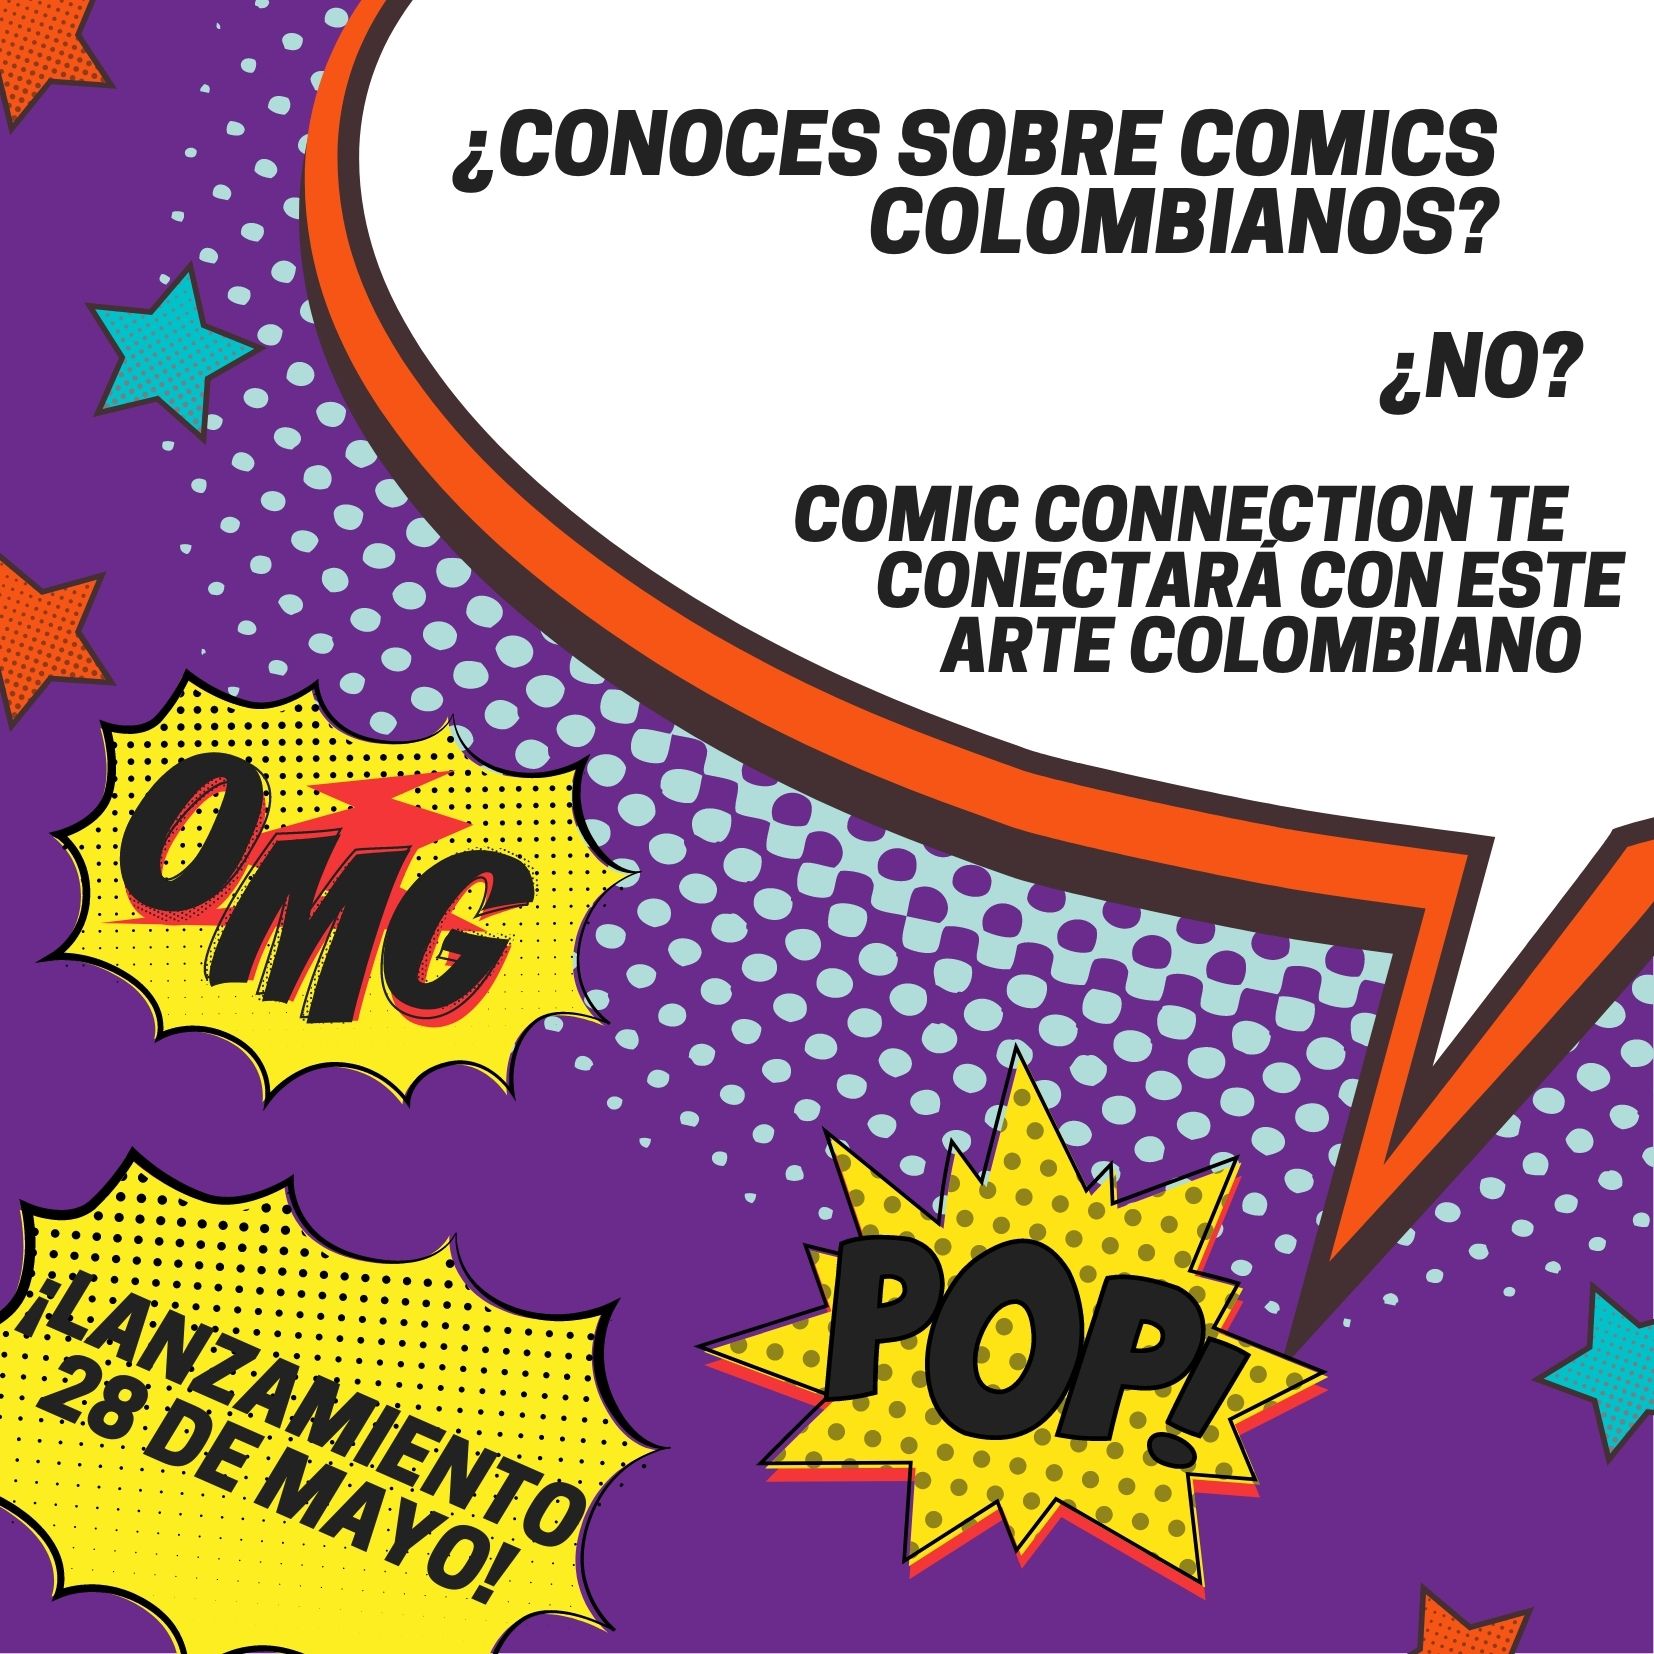 ¿CONOCES SOBRE COMICS
COLOMBIANOS?
¿NO?
COMIC CONNECTION TE
CONECTARÁ CON ESTE
ARTE COLOMBIANO
OMG
POP!
¡LANZAMIENTO
28 DE MAYO!